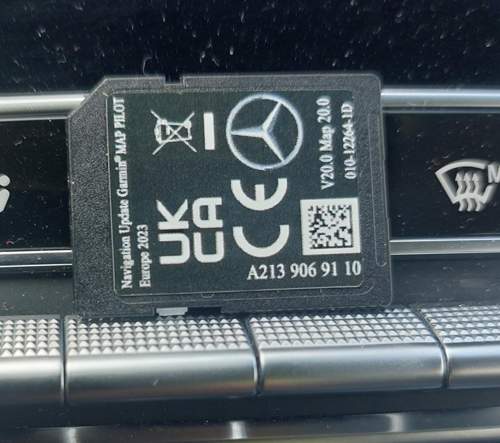 Navigation Update Garmin® MAP PILOT
Europe 2023
UK
CA
CE
V20.0 Map 20.0
010-12264-1D
A213 906 91 10
M